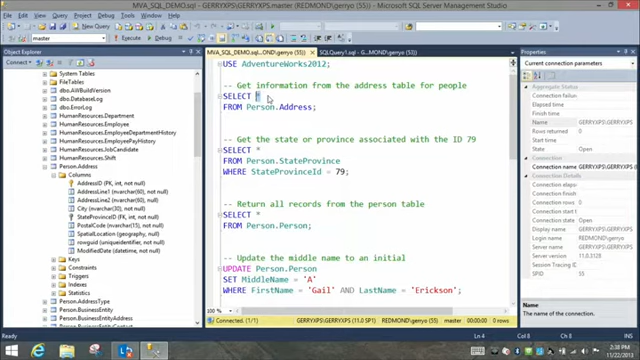 MVA_SQL_DEMO.sql - GERRYXPS.master (REDMOND\gerryo (55)) - Microsoft SQL Server Management Studio
File Edit View Query Project Debug Tools Window Help
New Query
master
Execute Debug
Object Explorer
Connect
System Tables
FileTables
dbo.AWBuildVersion
dbo.DatabaseLog
dbo.ErrorLog
HumanResources.Department
HumanResources.Employee
HumanResources.EmployeeDepartmentHistory
HumanResources.EmployeePayHistory
HumanResources.JobCandidate
HumanResources.Shift
Person.Address
Columns
AddressID (PK, int, not null)
AddressLine1 (nvarchar(60), not null)
AddressLine2 (nvarchar(60), null)
City (nvarchar(30), not null)
StateProvinceID (FK, int, not null)
PostalCode (nvarchar(15), not null)
SpatialLocation (geography, null)
rowguid (uniqueidentifier, not null)
ModifiedDate (datetime, not null)
Keys
Constraints
Triggers
Indexes
Statistics
Person.AddressType
Person.BusinessEntity
MVA_SQL_DEMO.sql...OND\gerryo (55))
SQLQuery1.sql - G...REDMOND\gerryo (54))
USE AdventureWorks2012;
-- Get information from the address table for people
SELECT *
FROM Person.Address;
-- Get the state or province associated with the ID 79
SELECT *
FROM Person.StateProvince
WHERE StateProvinceId = 79;
-- Return all records from the person table
SELECT *
FROM Person.Person;
-- Update the middle name to an initial
UPDATE Person.Person
SET MiddleName = 'A'
WHERE FirstName = 'Gail' AND LastName = 'Erickson';
100 %
Connected. (1/1)
GERRYXPS (11.0 SP1)
REDMOND\gerryo (55)
master
00:00:00
0 rows
Properties
Current connection parameters
Aggregate Status
Connection failure
Elapsed time
Finish time
Name GERRYXPS
Rows returned 0
Start time
State Open
Connection
Connection name GERRYXPS
Connection Details
Connection elapsed
Connection finish
Connection rows 0
Connection start
Connection state Open
Display name GERRYXPS
Login name REDMOND
Server name GERRYXPS
Server version 11.0.3128
Session Tracing ID
SPID 55
Name
The name of the connection.
Ready
Ln 4
Col 8
Ch 8
INS
2:38 PM
11/22/2013